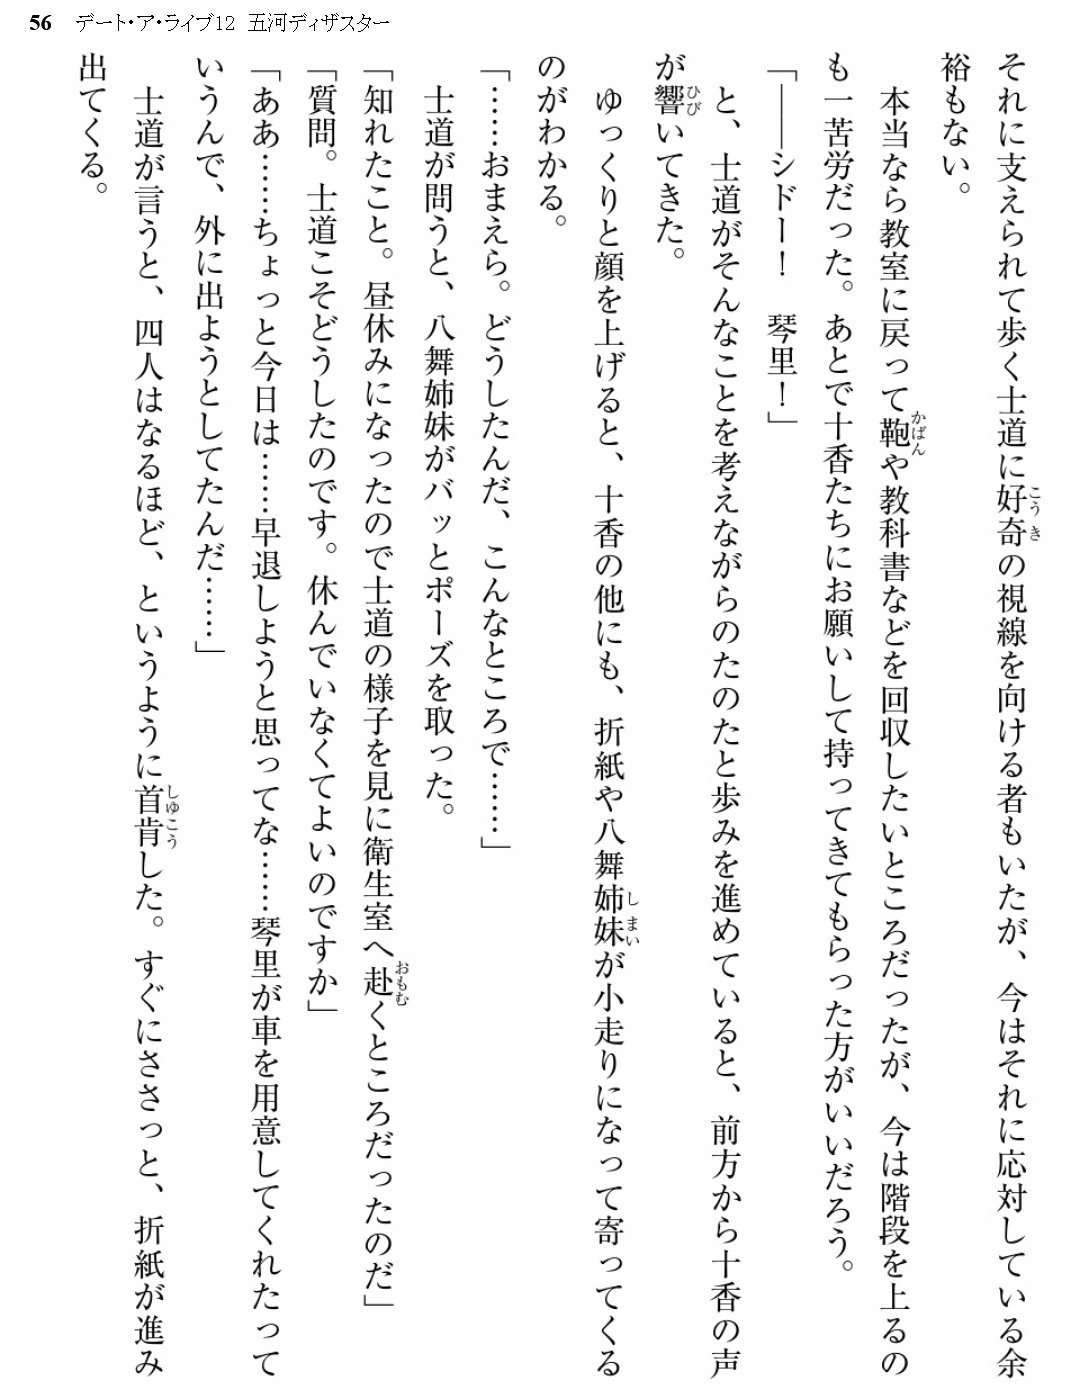 56 デート・ア・ライブ12 五河ディザスター
それに支えられて歩く士道に好奇の視線を向ける者もいたが、今はそれに応対している余
裕もない。
本当なら教室に戻って鞄や教科書などを回収したいところだったが、今は階段を上るの
も一苦労だった。あとで十香たちにお願いして持ってきてもらった方がいいだろう。
「――シドー！　琴里！」
と、士道がそんなことを考えながらのたのたと歩みを進めていると、前方から十香の声
が響いてきた。
ゆっくりと顔を上げると、十香の他にも、折紙や八舞姉妹が小走りになって寄ってくる
のがわかる。
「……おまえら。どうしたんだ、こんなところで……」
士道が問うと、八舞姉妹がバッとポーズを取った。
「知れたこと。昼休みになったので士道の様子を見に衛生室へ赴くところだったのだ」
「質問。士道こそどうしたのです。休んでいなくてよいのですか」
「ああ……ちょっと今日は……早退しようと思ってな……琴里が車を用意してくれたって
いうんで、外に出ようとしてたんだ……」
士道が言うと、四人はなるほど、というように首肯した。すぐにささっと、折紙が進み
出てくる。